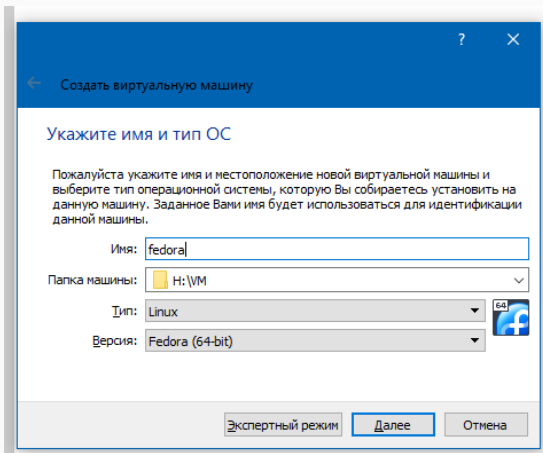 ?
Создать виртуальную машину
Укажите имя и тип ОС
Пожалуйста укажите имя и местоположение новой виртуальной машины и
выберите тип операционной системы, которую Вы собираетесь установить на
данную машину. Заданное Вами имя будет использоваться для идентификации
данной машины.
Имя: fedora
Папка машины: H:\VM
Тип: Linux
64
Версия: Fedora (64-bit)
Экспертный режим Далее Отмена